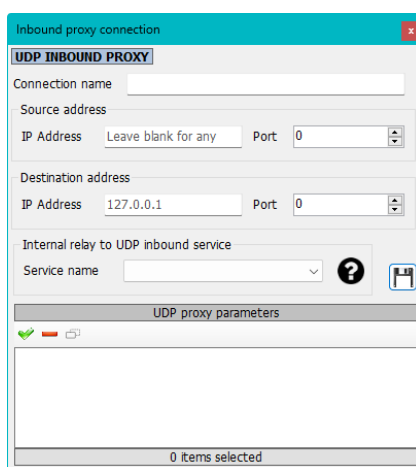 Inbound proxy connection x
UDP INBOUND PROXY
Connection name
Source address
IP Address Leave blank for any Port 0
Destination address
IP Address 127.0.0.1 Port 0
Internal relay to UDP inbound service
Service name ?
UDP proxy parameters
0 items selected